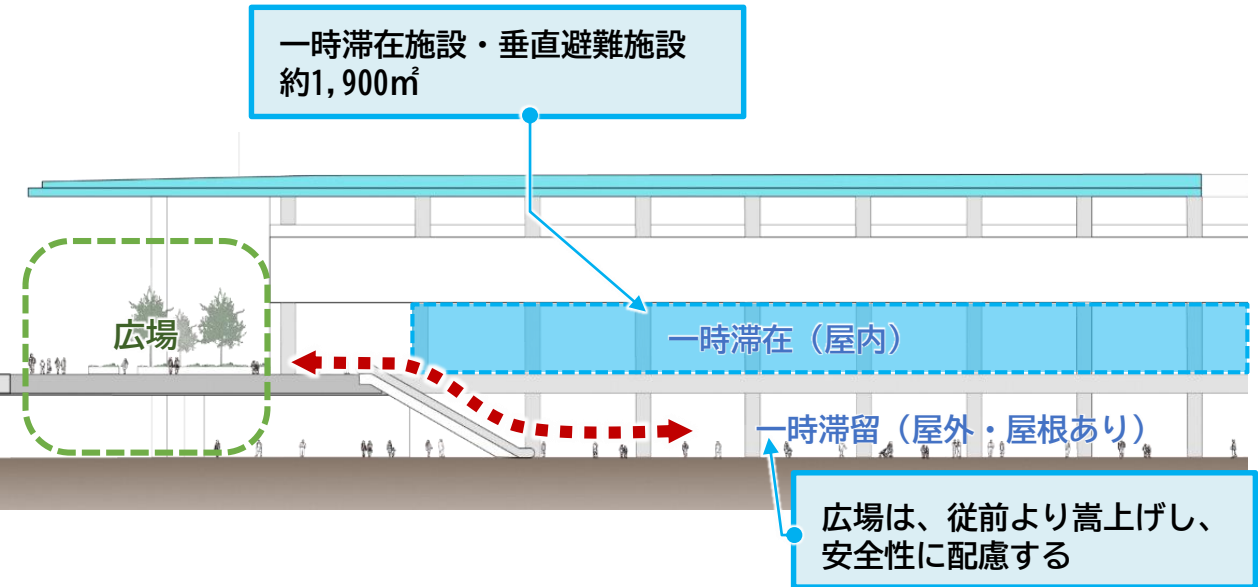 一時滞在施設・垂直避難施設
約1,900㎡
広場
一時滞在（屋内）
一時滞留（屋外・屋根あり）
広場は、従前より嵩上げし、
安全性に配慮する